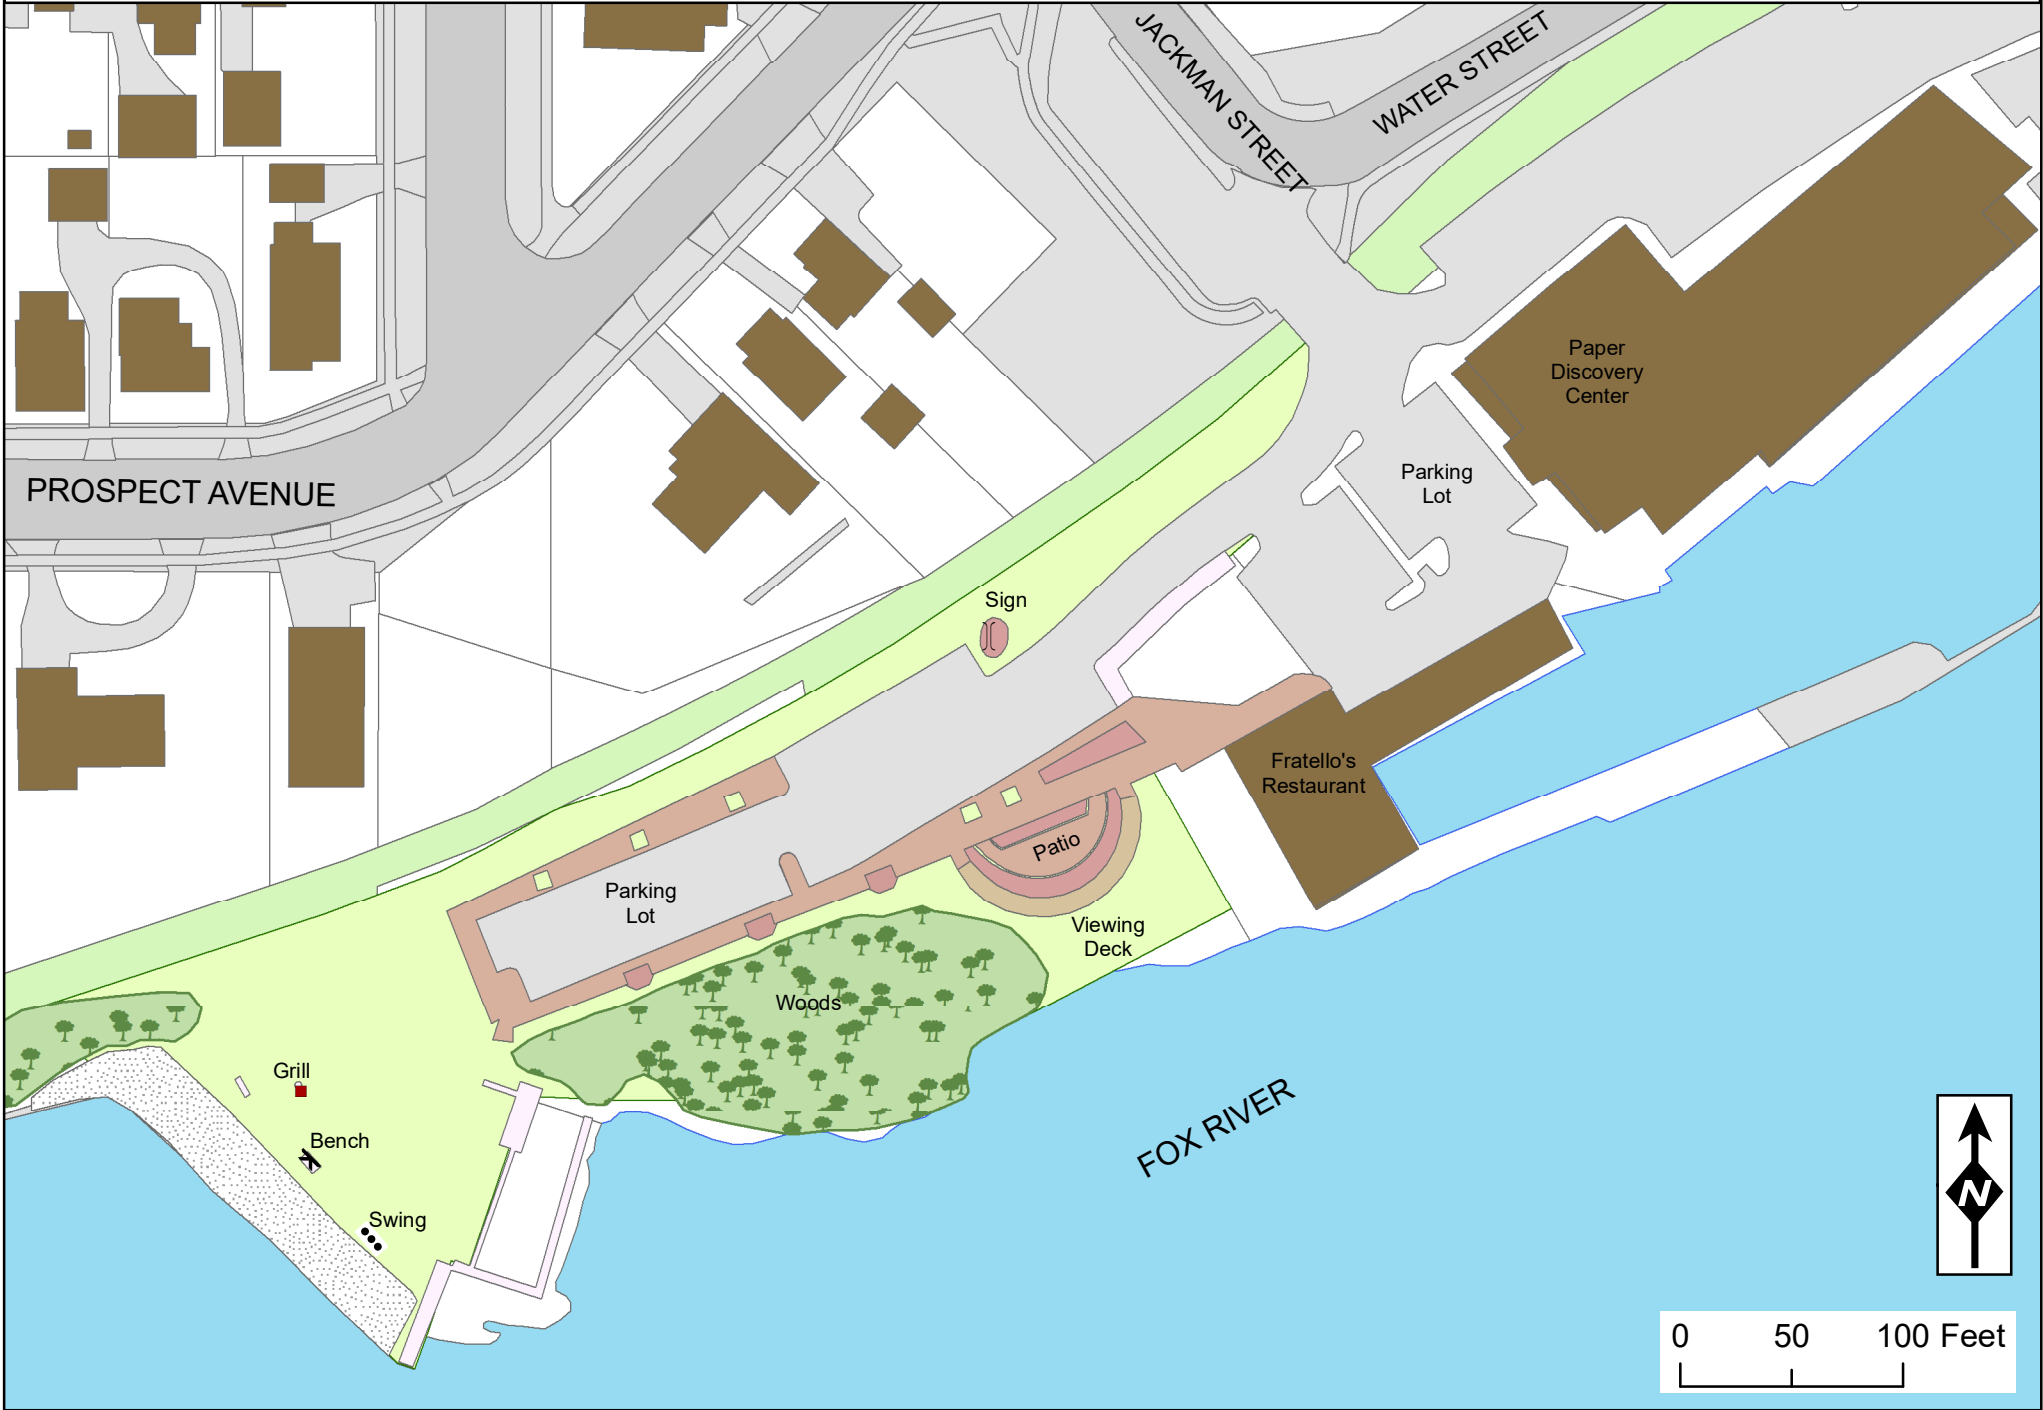 JACKMAN STREET
WATER STREET
Paper
Discovery
Center
Parking
Lot
PROSPECT AVENUE
Sign
Fratello's
Restaurant
Patio
Parking
Lot
Viewing
Deck
Woods
Grill
Bench
Swing
FOX RIVER
N
0 50 100 Feet